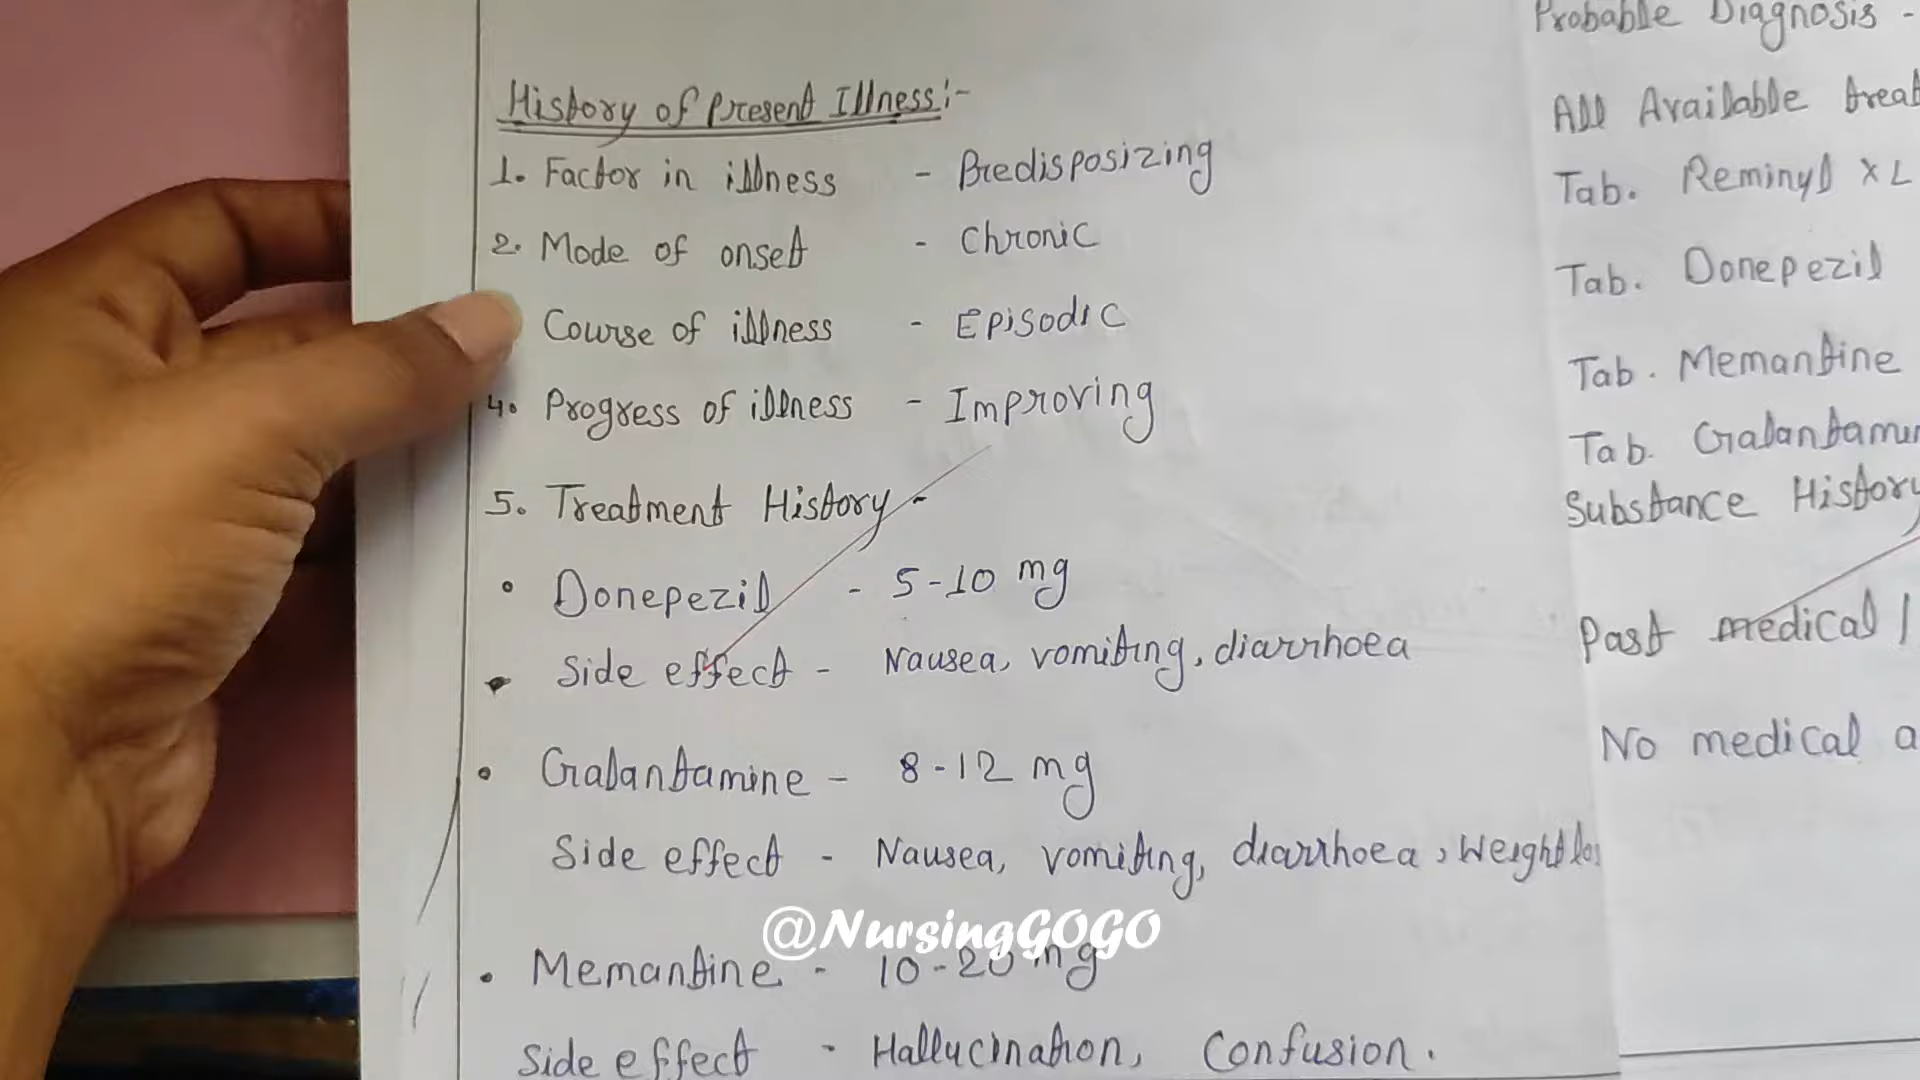 History of Present Illness:-
1. Factor in illness - Predisposizing
2. Mode of onset - Chronic
Course of illness - Episodic
4. Progress of illness - Improving
5. Treatment History -
• Donepezil - 5-10 mg
Side effect - Nausea, vomiting, diarrhoea
• Galantamine - 8-12 mg
Side effect - Nausea, vomiting, diarrhoea, Weight
@NursingGOGO
• Memantine - 10-20 mg
Side effect - Hallucination, Confusion.
Probable Diagnosis -
All Available
Tab. Reminyl XL
Tab. Donepezil
Tab. Memantine
Tab.
Substance History
Past medical
No medical